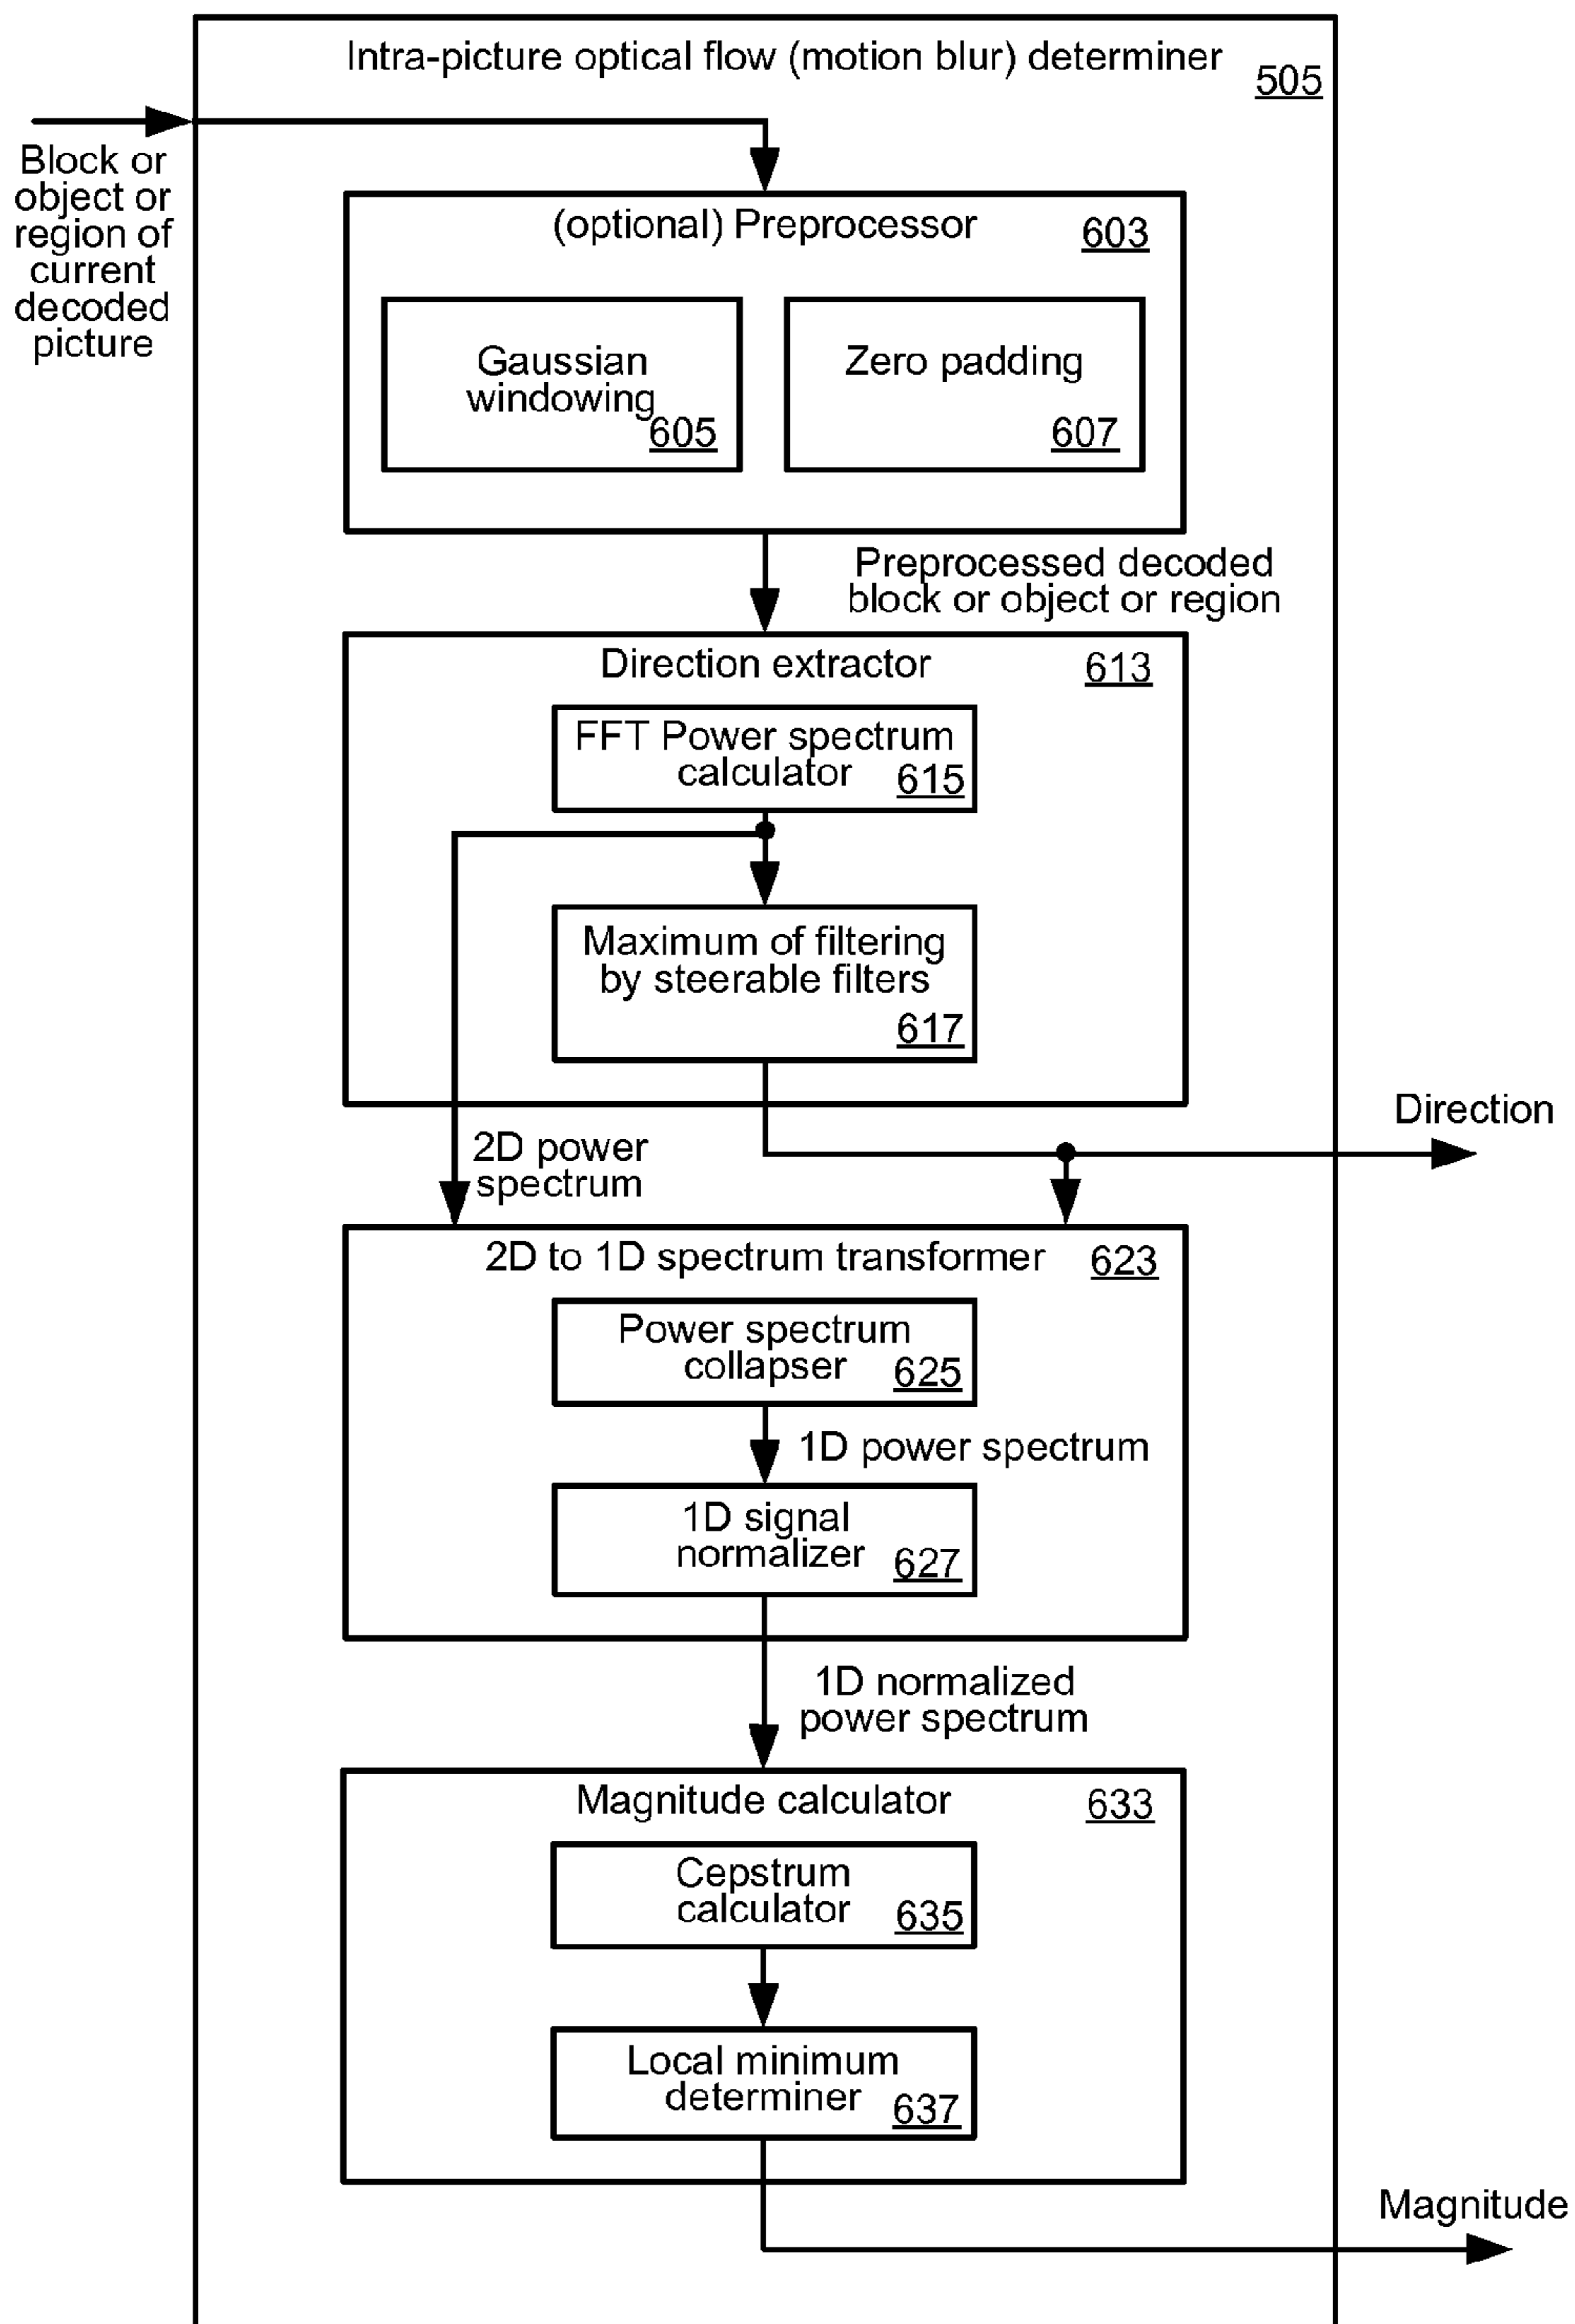 Intra-picture optical flow (motion blur) determiner
505
Block or
object or
region of
current
decoded
picture
(optional) Preprocessor
603
Gaussian
windowing
605
Zero padding
607
Preprocessed decoded
block or object or region
Direction extractor
613
FFT Power spectrum
calculator
615
Maximum of filtering
by steerable filters
617
Direction
2D power
spectrum
2D to 1D spectrum transformer
623
Power spectrum
collapser
625
1D power spectrum
1D signal
normalizer
627
1D normalized
power spectrum
Magnitude calculator
633
Cepstrum
calculator
635
Local minimum
determiner
637
Magnitude